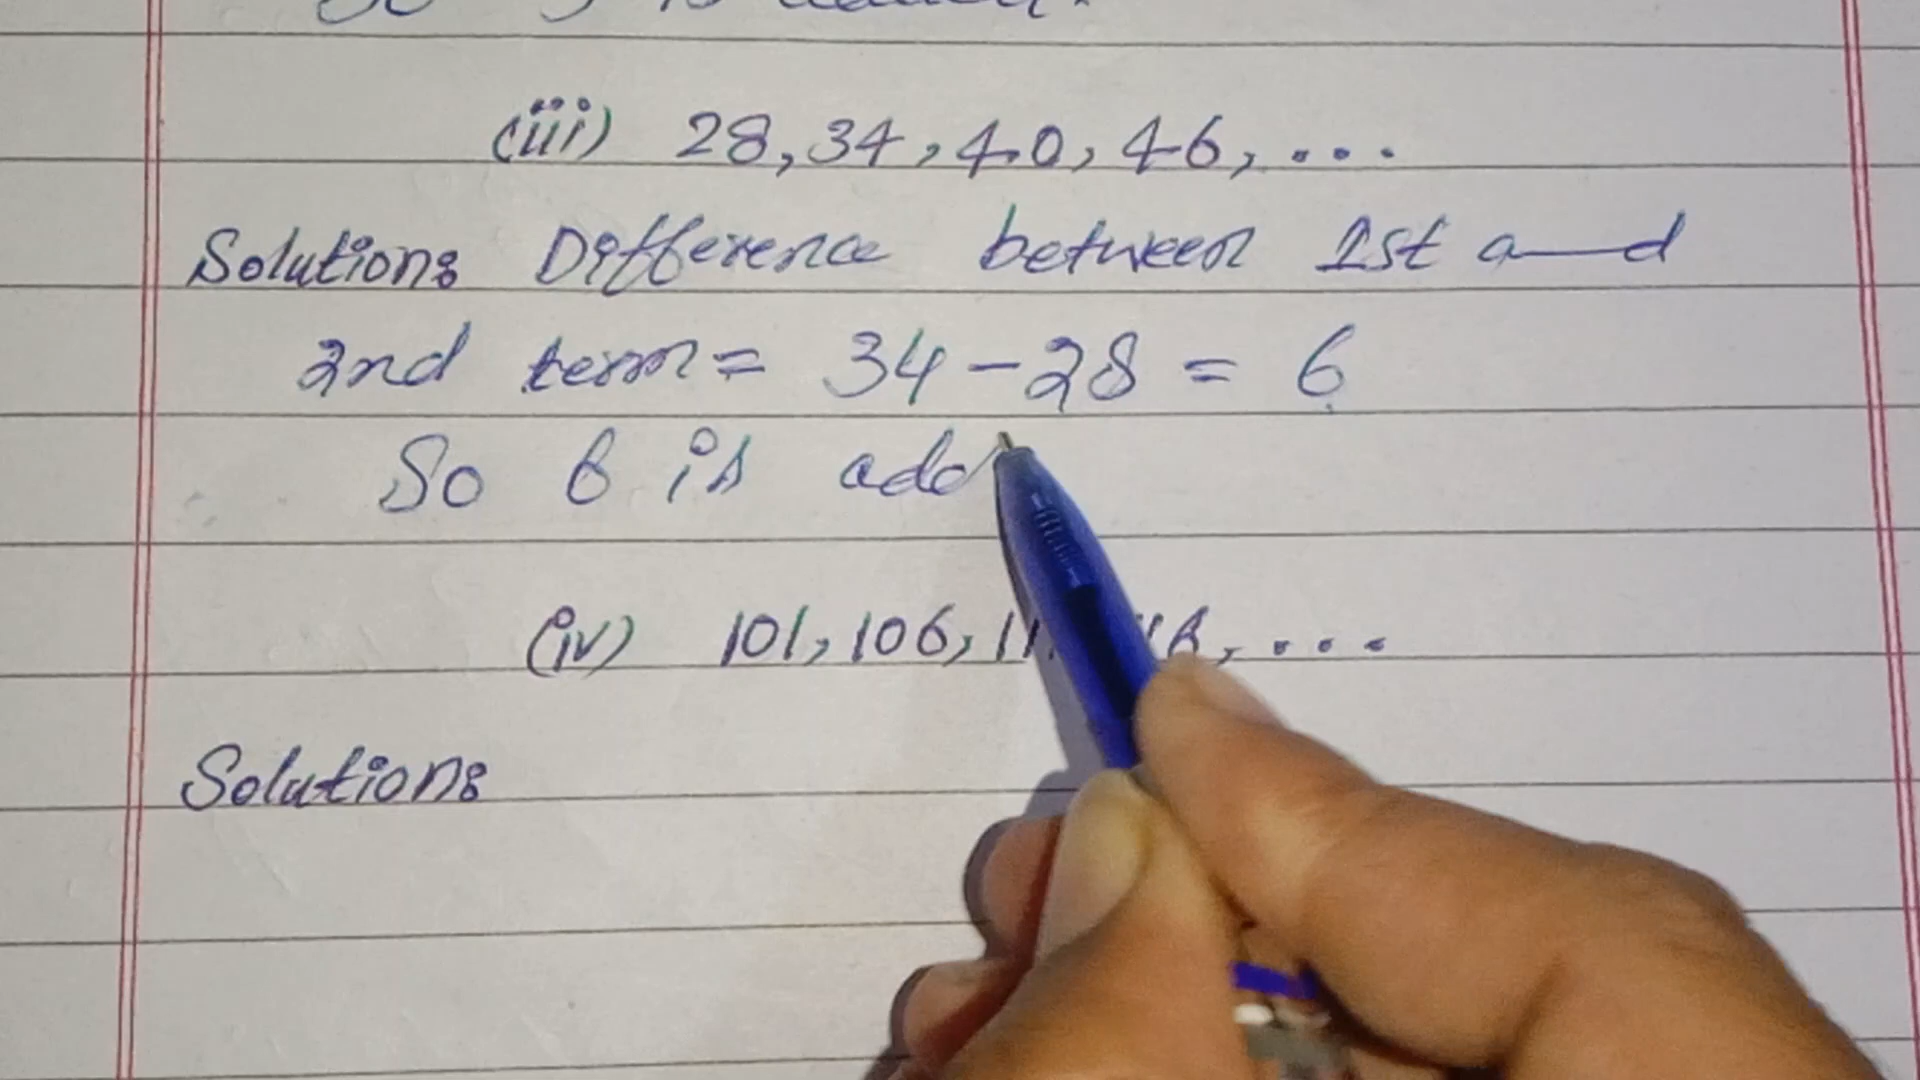 (iii) 28, 34, 40, 46, ...
Solution: Difference between 1st and
2nd term = 34 - 28 = 6
So 6 is add
(iv) 101, 106, 11 ...
Solution: